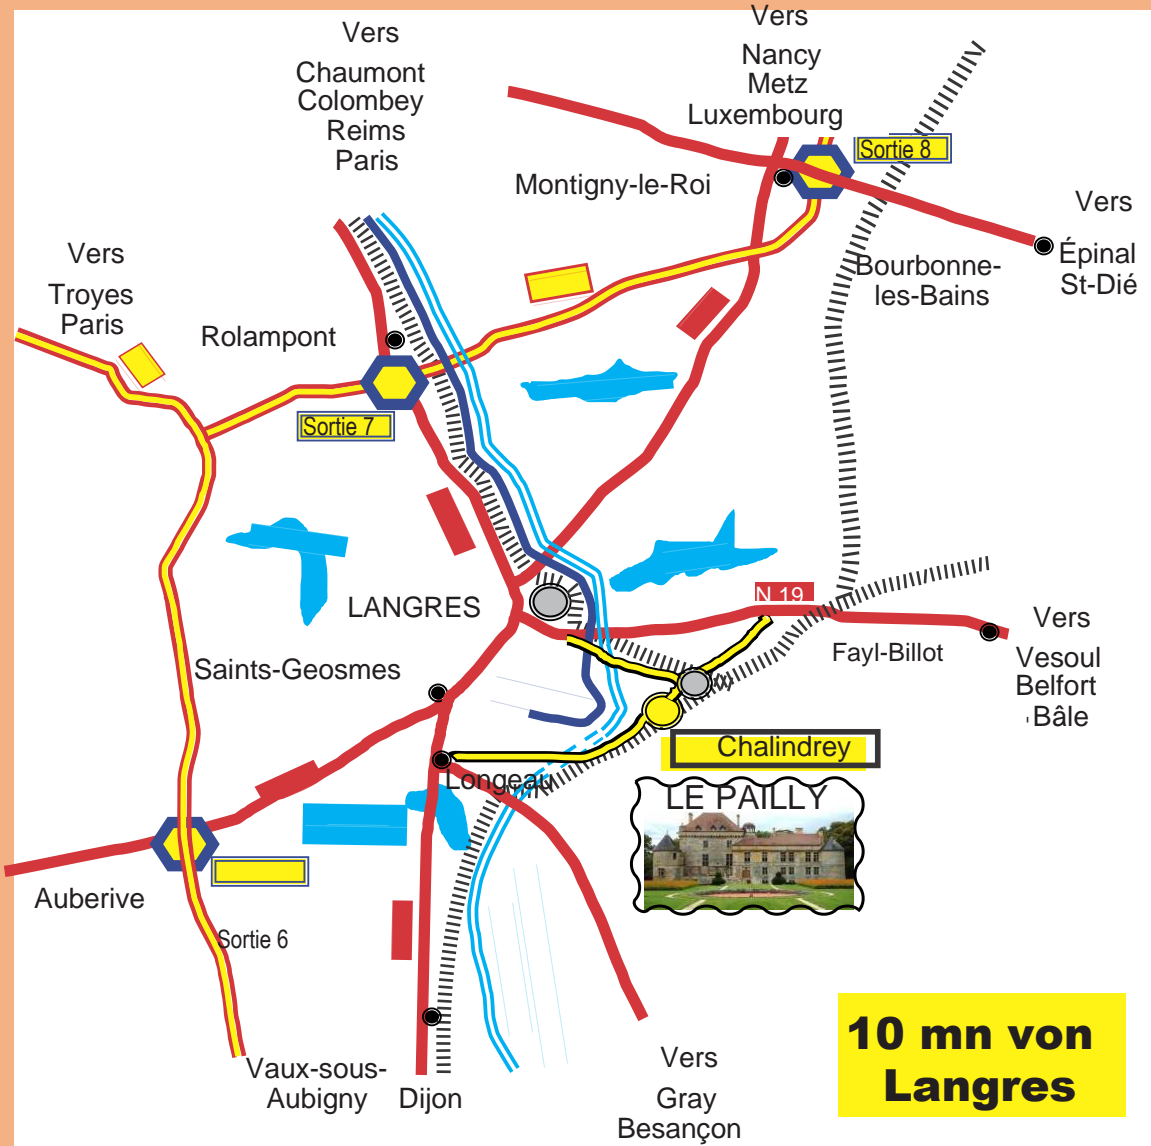 Vers
Chaumont
Colombey
Reims
Paris
Vers
Nancy
Metz
Luxembourg
Sortie 8
Montigny-le-Roi
Vers
Épinal
St-Dié
Bourbonne-
les-Bains
Vers
Troyes
Paris
Rolampont
Sortie 7
LANGRES
N 19
Saints-Geosmes
Fayl-Billot
Vers
Vesoul
Belfort
Bâle
Chalindrey
Longeau
LE PAILLY
Auberive
Sortie 6
Vaux-sous-
Aubigny
Dijon
Vers
Gray
Besançon
10 mn von
Langres